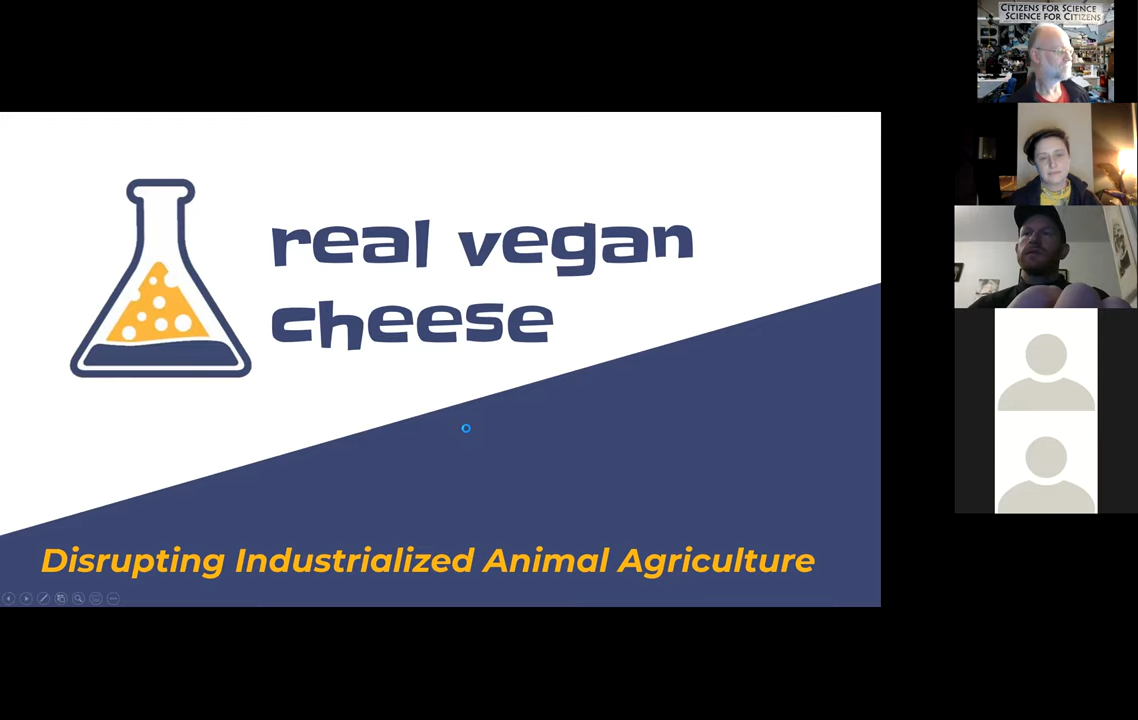 CITIZENS FOR SCIENCE
SCIENCE FOR CITIZENS
real vegan
cheese
Disrupting Industrialized Animal Agriculture